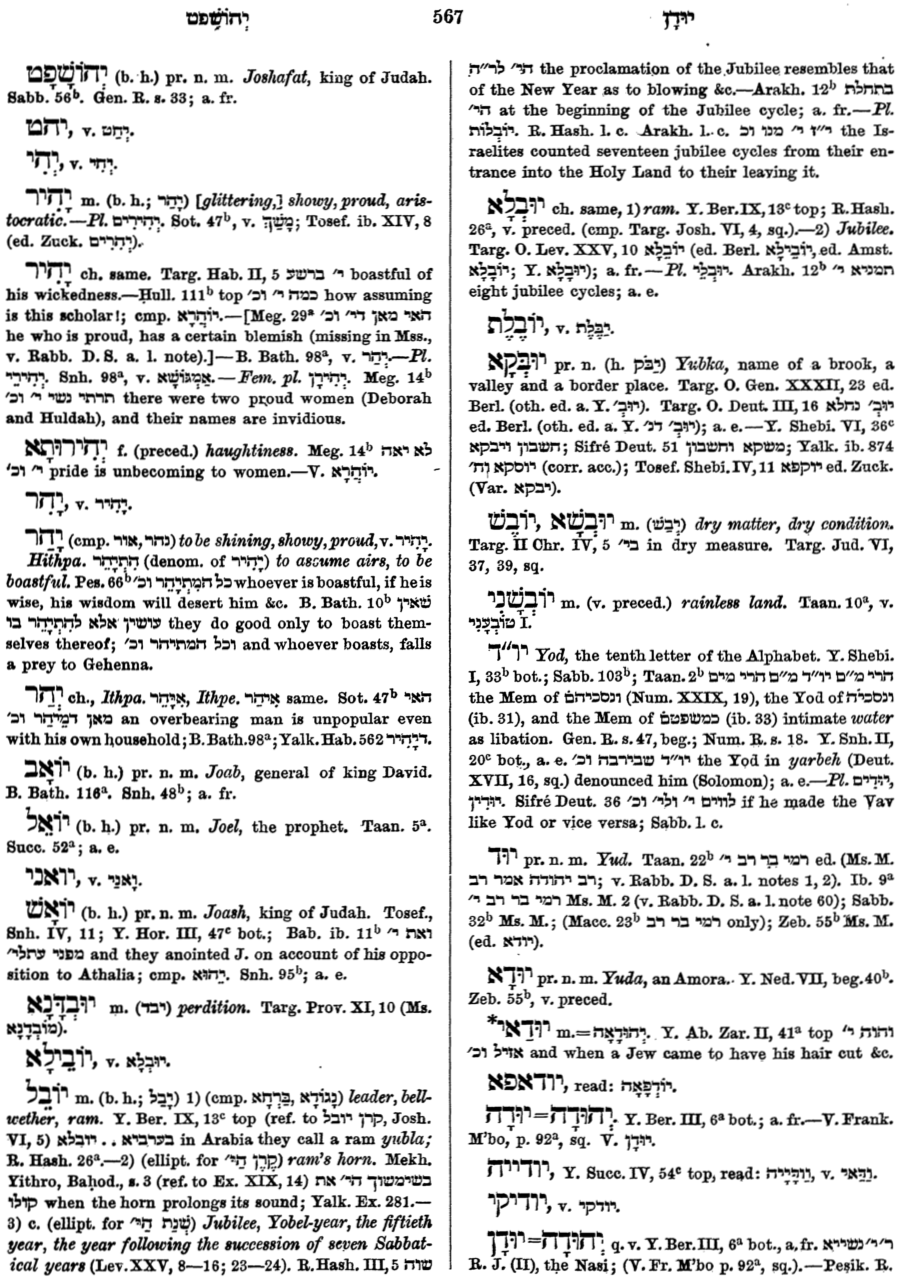 יְהוֹשָׁפָט
567
יוּדָן
יְהוֹשָׁפָט (b. h.) pr. n. m. Joshafat, king of Judah.
Sabb. 56b. Gen. R. s. 33; a. fr.
יהט, v. יְחַט.
יְהִי, v. יְחִי.
יָהִיר m. (b. h.; יָהַר) [glittering,] showy, proud, aris-
tocratic.—Pl. יְהִירִים. Sot. 47b, v. מָשַׁךְ; Tosef. ib. XIV, 8
(ed. Zuck. יְהָרִים).
יָהִיר ch. same. Targ. Hab. II, 5 י׳ ברשע boastful of
his wickedness.—Ḥull. 111b top כמה י׳ וכ׳ how assuming
is this scholar!; cmp. יוֹהֲרָא.—[Meg. 29a האי מאן די׳ וכ׳
he who is proud, has a certain blemish (missing in Mss.,
v. Rabb. D. S. a. l. note).]—B. Bath. 98a, v. יְהַר.—Pl.
יְהִירֵי. Snh. 98a, v. אַמְגּוּשָׁא.—Fem. pl. יְהִירָן. Meg. 14b
תרתי נשי י׳ וכ׳ there were two proud women (Deborah
and Huldah), and their names are invidious.
יְהִירוּתָא f. (preced.) haughtiness. Meg. 14b לא יאה
י׳ וכ׳ pride is unbecoming to women.—V. יוֹהֲרָא.
יָהִר, v. יָהִיר.
יָהַר (cmp. נהר, אור) to be shining, showy, proud, v. יָהִיר.
Hithpa. הִתְיַהֵר (denom. of יָהִיר) to assume airs, to be
boastful. Pes. 66b כל המתְיַהֵר וכ׳ whoever is boastful, if he is
wise, his wisdom will desert him &c. B. Bath. 10b שאין
עושין אלא להִתְיַהֵר בו they do good only to boast them-
selves thereof; וכל המתיהר וכ׳ and whoever boasts, falls
a prey to Gehenna.
יְהַר ch., Ithpa. אִיַּהַר, Ithpe. אִיהַר same. Sot. 47b האי
מאן דמְיַהַר וכ׳ an overbearing man is unpopular even
with his own household; B. Bath. 98a; Yalk. Hab. 562 דיָהִיר.
יוֹאָב (b. h.) pr. n. m. Joab, general of king David.
B. Bath. 116a. Snh. 48b; a. fr.
יוֹאֵל (b. h.) pr. n. m. Joel, the prophet. Taan. 5a.
Succ. 52a; a. e.
יואני, v. וָאנֵי.
יוֹאָשׁ (b. h.) pr. n. m. Joash, king of Judah. Tosef.,
Snh. IV, 11; Y. Hor. III, 47c bot.; Bab. ib. 11b ואת י׳
מפני עתלי׳ and they anointed J. on account of his oppo-
sition to Athalia; cmp. יֵהוּא. Snh. 95b; a. e.
יוּבְדָּנָא m. (יבד) perdition. Targ. Prov. XI, 10 (Ms.
מוֹבְדָנָא).
יוֹבֵילָא, v. יוּבְלָא.
יוֹבֵל m. (b. h.; יָבַל) 1) (cmp. נָגוֹדָא, בַּרְחָא) leader, bell-
wether, ram. Y. Ber. IX, 13c top (ref. to קרן יובל, Josh.
VI, 5) בערביא . . יובלא in Arabia they call a ram yubla;
R. Hash. 26a.—2) (ellipt. for קֶרֶן הַי׳) ram's horn. Mekh.
Yithro, Baḥod., s. 3 (ref. to Ex. XIX, 14) בשימשוך הי׳ את
קולו when the horn prolongs its sound; Yalk. Ex. 281.—
3) c. (ellipt. for שְׁנַת הַי׳) Jubilee, Yobel-year, the fiftieth
year, the year following the succession of seven Sabbat-
ical years (Lev. XXV, 8—16; 23—24). R. Hash. III, 5 שוה
הי׳ לר״ה the proclamation of the Jubilee resembles that
of the New Year as to blowing &c.—Arakh. 12b בתחלת
הי׳ at the beginning of the Jubilee cycle; a. fr.—Pl.
יוֹבְלוֹת. R. Hash. l. c. Arakh. l. c. י״ז י׳ מנו וכ׳ the Is-
raelites counted seventeen jubilee cycles from their en-
trance into the Holy Land to their leaving it.
יוּבְלָא ch. same, 1) ram. Y. Ber. IX, 13c top; R. Hash.
26a, v. preced. (cmp. Targ. Josh. VI, 4, sq.).—2) Jubilee.
Targ. O. Lev. XXV, 10 יוֹבֵלָא (ed. Berl. יוֹבֵילָא, ed. Amst.
יוֹבְלָא; Y. יוּבְלָא); a. fr.—Pl. יוּבְלֵי. Arakh. 12b תמניא י׳
eight jubilee cycles; a. e.
יוֹבֶלֶת, v. יַבֶּלֶת.
יוּבְקָא pr. n. (h. יַבֹּק) Yubka, name of a brook, a
valley and a border place. Targ. O. Gen. XXXII, 23 ed.
Berl. (oth. ed. a. Y. יוּב׳). Targ. O. Deut. III, 16 יוּב׳ נחלא
ed. Berl. (oth. ed. a. Y. יוּב׳ דנ׳); a. e.—Y. Shebi. VI, 36c
חשבון ויבקא; Sifré Deut. 51 משקא וחשבון; Yalk. ib. 874
יוסקא וח׳ (corr. acc.); Tosef. Shebi. IV, 11 יוקפא ed. Zuck.
(Var. יבקא).
יוּבְשָׁא, יוֹבֶשׁ m. (יָבֵשׁ) dry matter, dry condition.
Targ. II Chr. IV, 5 בי׳ in dry measure. Targ. Jud. VI,
37, 39, sq.
יוֹבְשָׁנִי m. (v. preced.) rainless land. Taan. 10a, v.
טוֹבְעָנִי I.
יו״ד Yod, the tenth letter of the Alphabet. Y. Shebi.
I, 33b bot.; Sabb. 103b; Taan. 2b הרי מ״ם יו״ד מ״ם הרי מים
the Mem of ונסכיהם (Num. XXIX, 19), the Yod of ונסכיה
(ib. 31), and the Mem of כמשפטם (ib. 33) intimate water
as libation. Gen. R. s. 47, beg.; Num. R. s. 18. Y. Snh. II,
20c bot., a. e. יו״ד שבירבה וכ׳ the Yod in yarbeh (Deut.
XVII, 16, sq.) denounced him (Solomon); a. e.—Pl. יוּדִים,
יוּדִין. Sifré Deut. 36 לווים י׳ ולי׳ וכ׳ if he made the Vav
like Yod or vice versa; Sabb. l. c.
יוּד pr. n. m. Yud. Taan. 22b רמי בר רב י׳ ed. (Ms. M.
רב יהודה אמר רב; v. Rabb. D. S. a. l. notes 1, 2). Ib. 9a
רמי בר רב י׳ Ms. M. 2 (v. Rabb. D. S. a. l. note 60); Sabb.
32b Ms. M.; (Macc. 23b רמי בר רב only); Zeb. 55b Ms. M.
(ed. יודא).
יוּדָא pr. n. m. Yuda, an Amora. Y. Ned. VII, beg. 40b.
Zeb. 55b, v. preced.
*יוּדַאי m.=יְהוּדָאָה. Y. Ab. Zar. II, 41a top והוה י׳
אזיל וכ׳ and when a Jew came to have his hair cut &c.
יודאפא, read: יוֹדְפָאָה.
יְהוּדָה=יוּדָה. Y. Ber. III, 6a bot.; a. fr.—V. Frank.
M'bo, p. 92a, sq. V. יוּדָן.
יודייה, Y. Succ. IV, 54c top, read: וְוַקִּיָּיה, v. וַדַּאי.
יודיקי, v. יודקי.
יְהוּדָה=יוּדָן q. v. Y. Ber. III, 6a bot., a. fr. ר׳ י׳ נשייא
R. J. (II), the Nasi; (V. Fr. M'bo p. 92a, sq.).—Pesik. R.